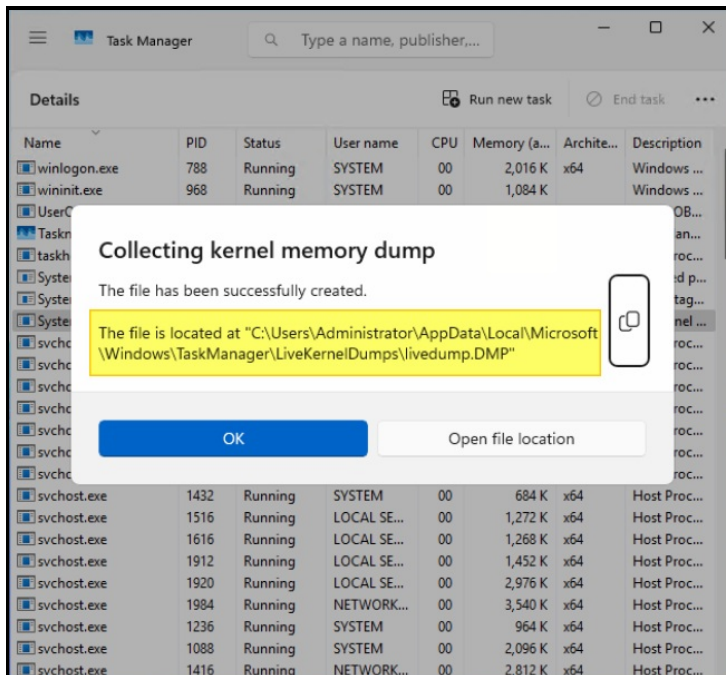 Task Manager
Type a name, publisher,...
Details
Run new task
End task
Name PID Status User name CPU Memory (a... Archite... Description
winlogon.exe 788 Running SYSTEM 00 2,016 K x64 Windows ...
wininit.exe 968 Running SYSTEM 00 1,084 K Windows ...
Collecting kernel memory dump
The file has been successfully created.
The file is located at "C:\Users\Administrator\AppData\Local\Microsoft
\Windows\TaskManager\LiveKernelDumps\livedump.DMP"
OK
Open file location
svchost.exe 1432 Running SYSTEM 00 684 K x64 Host Proc...
svchost.exe 1516 Running LOCAL SE... 00 1,272 K x64 Host Proc...
svchost.exe 1616 Running LOCAL SE... 00 1,268 K x64 Host Proc...
svchost.exe 1912 Running LOCAL SE... 00 1,452 K x64 Host Proc...
svchost.exe 1920 Running LOCAL SE... 00 2,976 K x64 Host Proc...
svchost.exe 1984 Running NETWORK... 00 3,540 K x64 Host Proc...
svchost.exe 1236 Running SYSTEM 00 964 K x64 Host Proc...
svchost.exe 1088 Running SYSTEM 00 2,096 K x64 Host Proc...
svchost.exe 1416 Running NETWORK... 00 2,812 K x64 Host Proc...